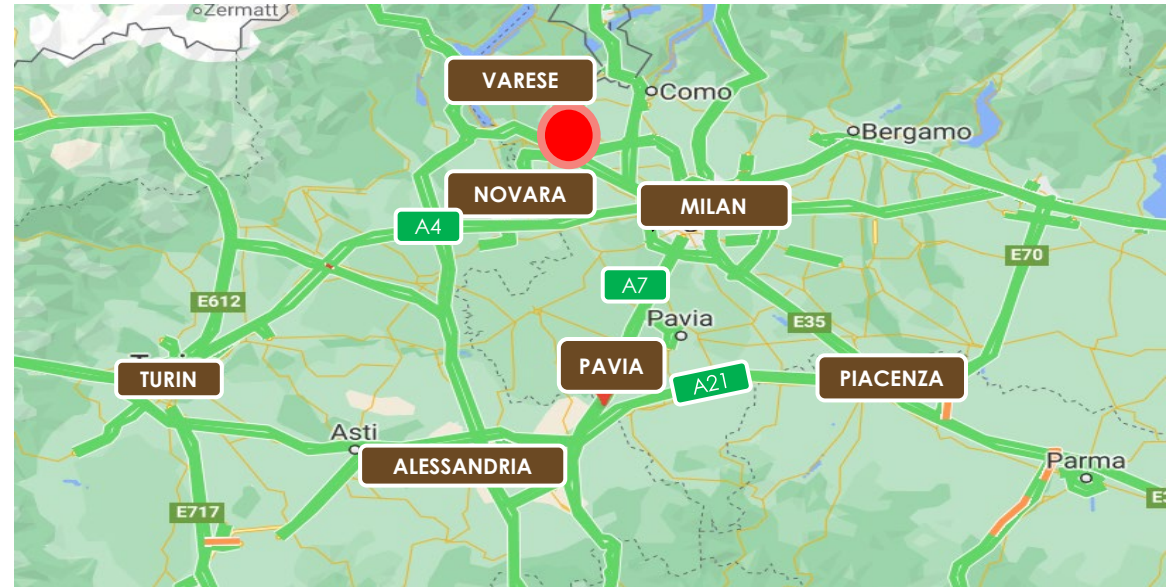 Zermatt
VARESE
Como
Bergamo
NOVARA
MILAN
A4
E70
A7
E612
Pavia
E35
PAVIA
TURIN
A21
PIACENZA
Asti
ALESSANDRIA
Parma
E717